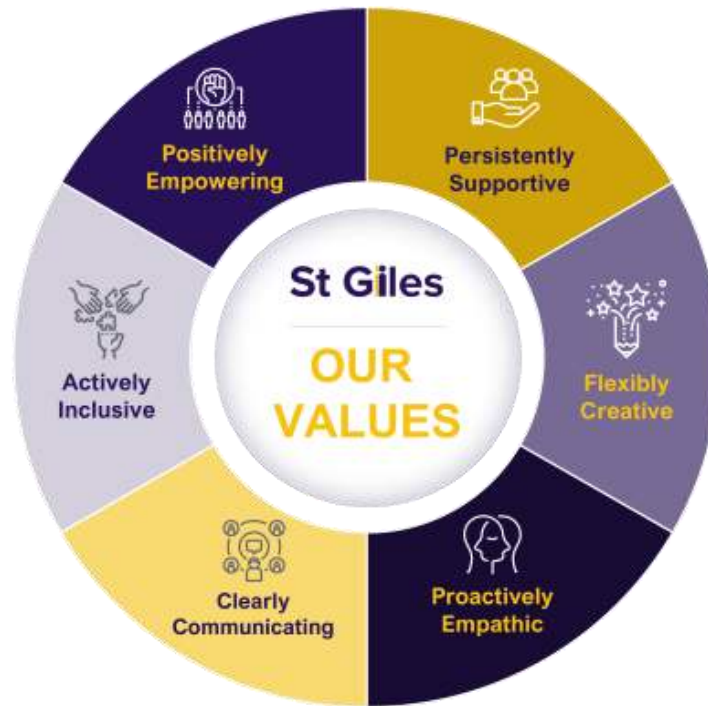 St Giles
OUR
VALUES
Positively
Empowering
Persistently
Supportive
Flexibly
Creative
Proactively
Empathic
Clearly
Communicating
Actively
Inclusive